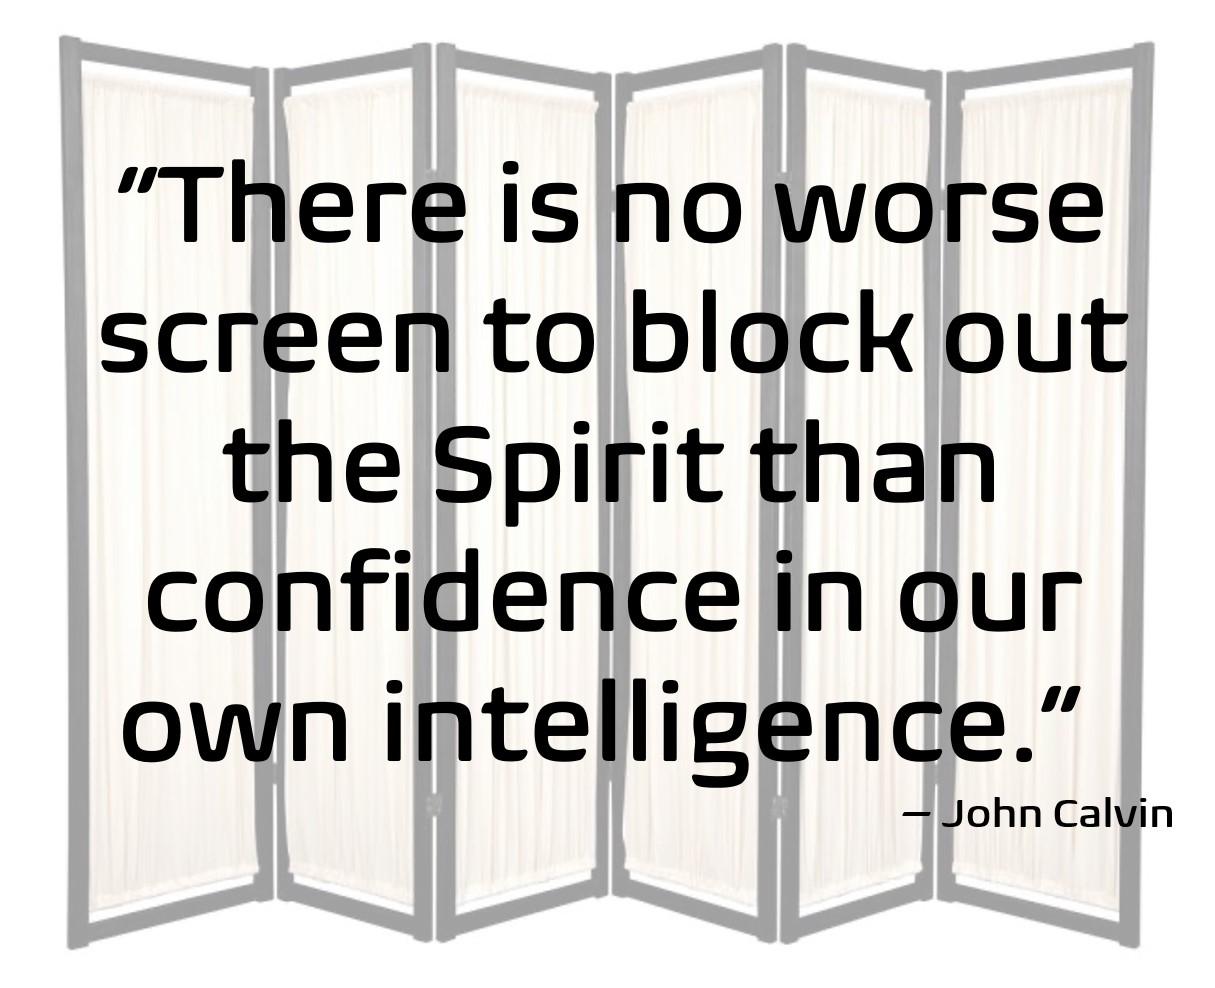 “There is no worse
screen to block out
the Spirit than
confidence in our
own intelligence.”
– John Calvin